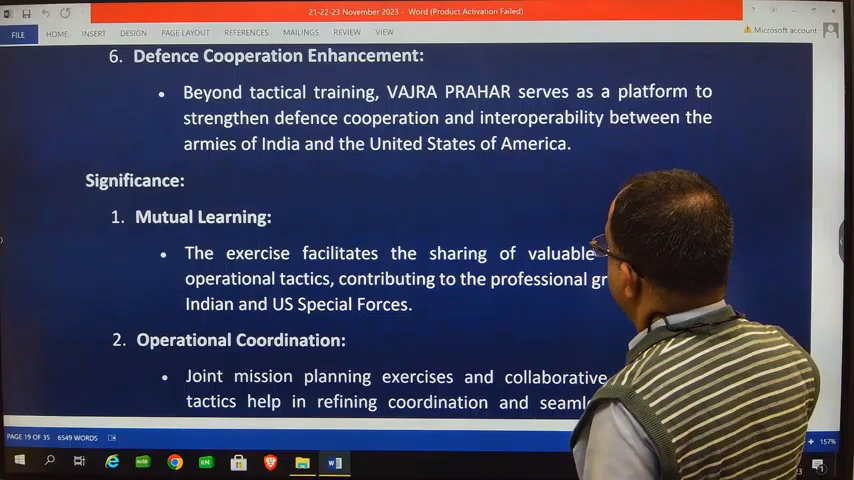 21-22-23 November 2023 - Word (Product Activation Failed)
FILE HOME INSERT DESIGN PAGE LAYOUT REFERENCES MAILINGS REVIEW VIEW Microsoft account
6. Defence Cooperation Enhancement:
• Beyond tactical training, VAJRA PRAHAR serves as a platform to
strengthen defence cooperation and interoperability between the
armies of India and the United States of America.
Significance:
1. Mutual Learning:
• The exercise facilitates the sharing of valuable
operational tactics, contributing to the professional gr
Indian and US Special Forces.
2. Operational Coordination:
• Joint mission planning exercises and collaborative
tactics help in refining coordination and seaml
PAGE 19 OF 35 6549 WORDS 157%